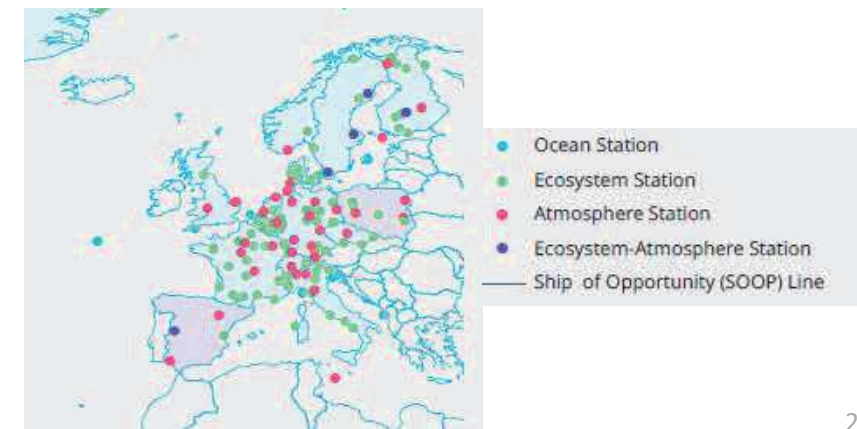 Ocean Station
Ecosystem Station
Atmosphere Station
Ecosystem-Atmosphere Station
Ship of Opportunity (SOOP) Line
2